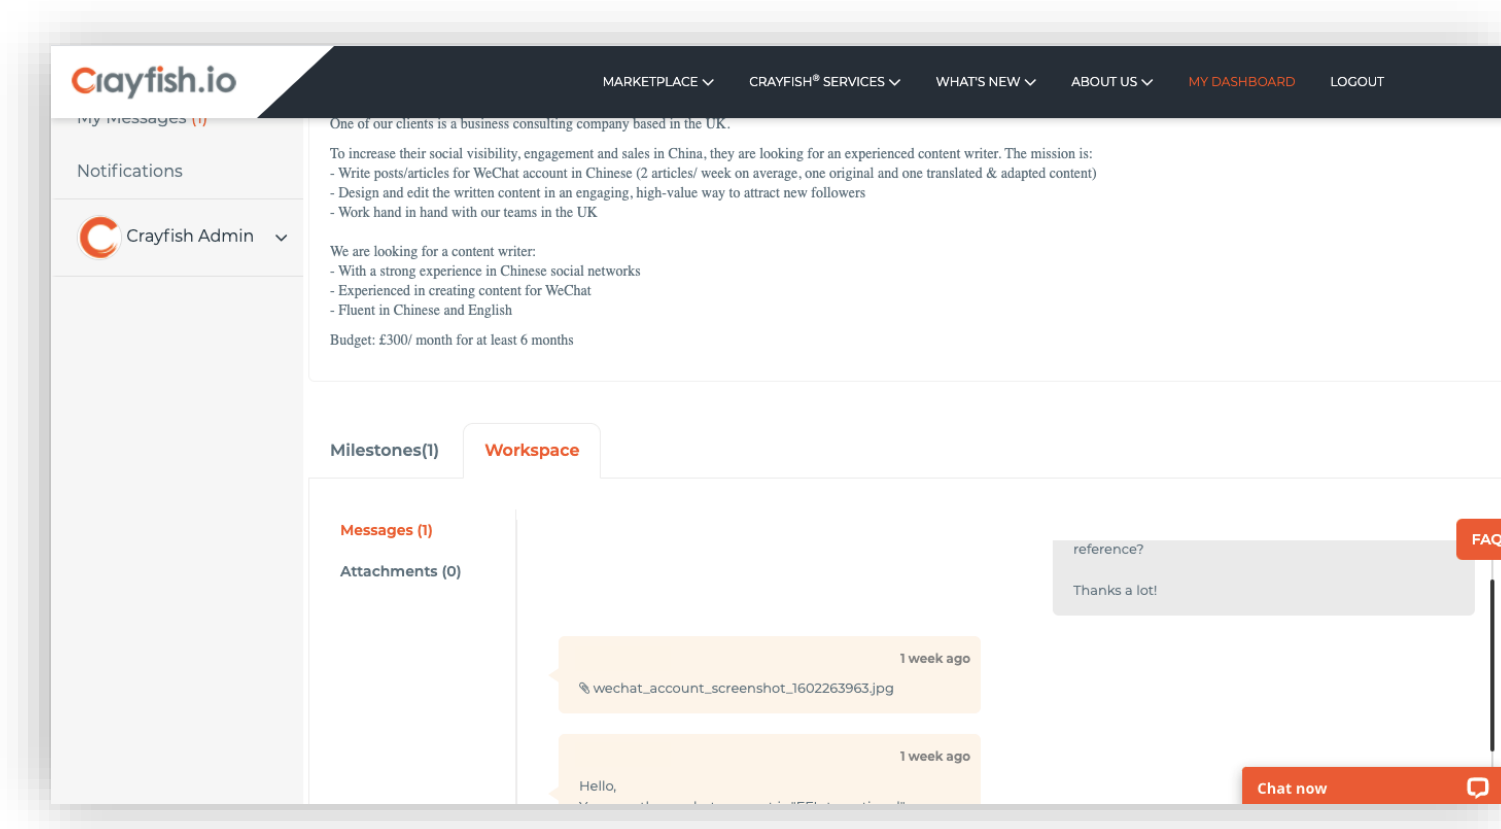 Crayfish.io
MARKETPLACE
CRAYFISH® SERVICES
WHAT'S NEW
ABOUT US
MY DASHBOARD
LOGOUT
My Messages (1)
Notifications
Crayfish Admin
One of our clients is a business consulting company based in the UK.
To increase their social visibility, engagement and sales in China, they are looking for an experienced content writer. The mission is:
- Write posts/articles for WeChat account in Chinese (2 articles/ week on average, one original and one translated & adapted content)
- Design and edit the written content in an engaging, high-value way to attract new followers
- Work hand in hand with our teams in the UK
We are looking for a content writer:
- With a strong experience in Chinese social networks
- Experienced in creating content for WeChat
- Fluent in Chinese and English
Budget: £300/ month for at least 6 months
Milestones(1)
Workspace
Messages (1)
Attachments (0)
FAQ
reference?
Thanks a lot!
1 week ago
wechat_account_screenshot_1602263963.jpg
1 week ago
Hello,
Chat now